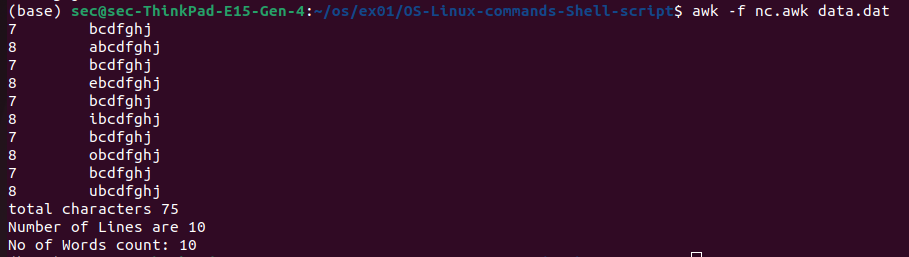 (base) sec@sec-ThinkPad-E15-Gen-4:~/os/ex01/OS-Linux-commands-Shell-script$ awk -f nc.awk data.dat
7 bcdfghj
8 abcdfghj
7 bcdfghj
8 ebcdfghj
7 bcdfghj
8 ibcdfghj
7 bcdfghj
8 obcdfghj
7 bcdfghj
8 ubcdfghj
total characters 75
Number of Lines are 10
No of Words count: 10